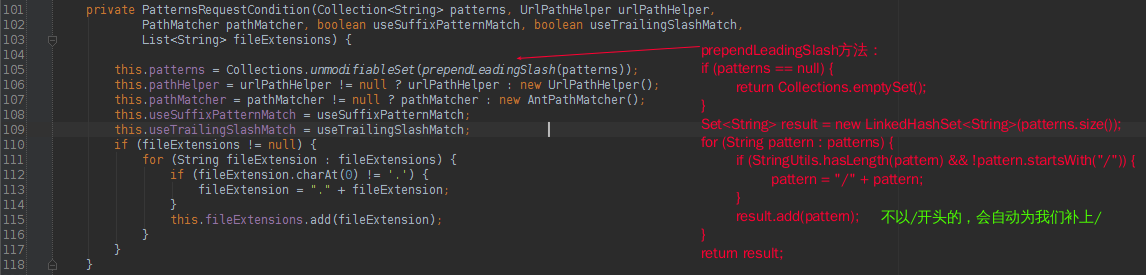 101 private PatternsRequestCondition(Collection<String> patterns, UrlPathHelper urlPathHelper,
102 PathMatcher pathMatcher, boolean useSuffixPatternMatch, boolean useTrailingSlashMatch,
103 List<String> fileExtensions) {
104
105 this.patterns = Collections.unmodifiableSet(prependLeadingSlash(patterns));
106 this.pathHelper = urlPathHelper != null ? urlPathHelper : new UrlPathHelper();
107 this.pathMatcher = pathMatcher != null ? pathMatcher : new AntPathMatcher();
108 this.useSuffixPatternMatch = useSuffixPatternMatch;
109 this.useTrailingSlashMatch = useTrailingSlashMatch;
110 if (fileExtensions != null) {
111 for (String fileExtension : fileExtensions) {
112 if (fileExtension.charAt(0) != '.') {
113 fileExtension = "." + fileExtension;
114 }
115 this.fileExtensions.add(fileExtension);
116 }
117 }
118 }
prependLeadingSlash方法：
if (patterns == null) {
return Collections.emptySet();
}
Set<String> result = new LinkedHashSet<String>(patterns.size());
for (String pattern : patterns) {
if (StringUtils.hasLength(pattern) && !pattern.startsWith("/")) {
pattern = "/" + pattern;
}
result.add(pattern); 不以/开头的，会自动为我们补上/
}
return result;